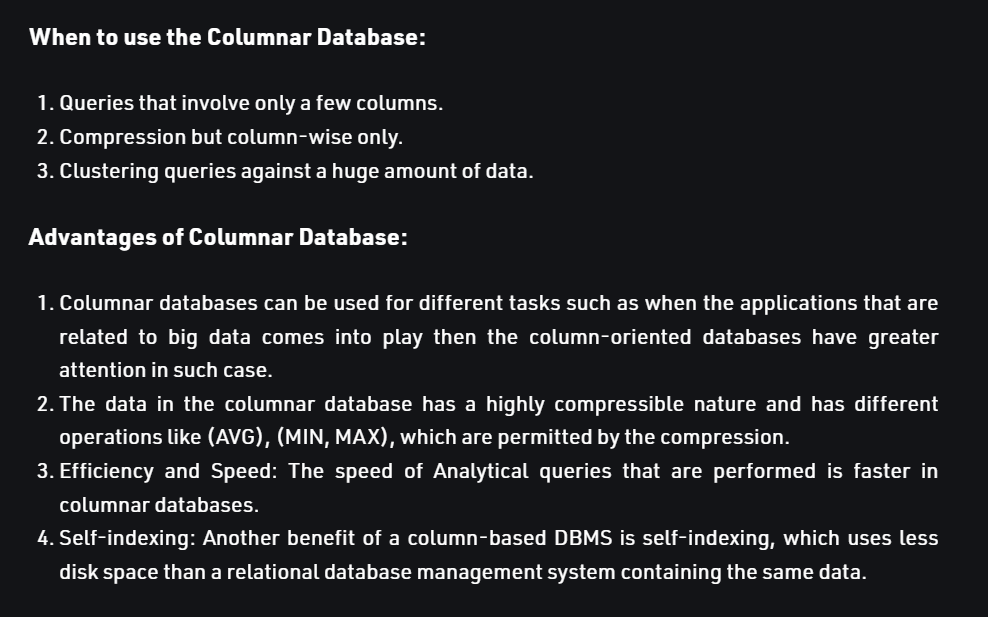 When to use the Columnar Database:
1. Queries that involve only a few columns.
2. Compression but column-wise only.
3. Clustering queries against a huge amount of data.
Advantages of Columnar Database:
1. Columnar databases can be used for different tasks such as when the applications that are
related to big data comes into play then the column-oriented databases have greater
attention in such case.
2. The data in the columnar database has a highly compressible nature and has different
operations like (AVG), (MIN, MAX), which are permitted by the compression.
3. Efficiency and Speed: The speed of Analytical queries that are performed is faster in
columnar databases.
4. Self-indexing: Another benefit of a column-based DBMS is self-indexing, which uses less
disk space than a relational database management system containing the same data.